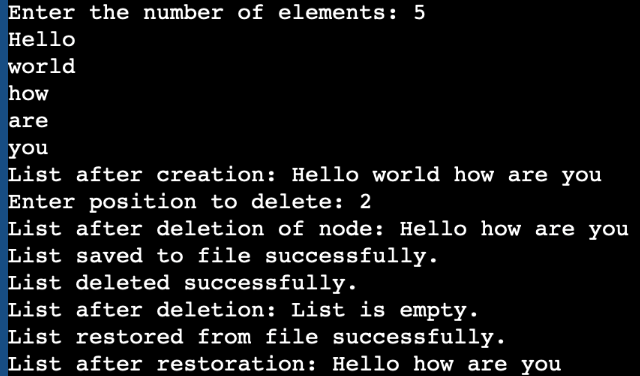 Enter the number of elements: 5
Hello
world
how
are
you
List after creation: Hello world how are you
Enter position to delete: 2
List after deletion of node: Hello how are you
List saved to file successfully.
List deleted successfully.
List after deletion: List is empty.
List restored from file successfully.
List after restoration: Hello how are you